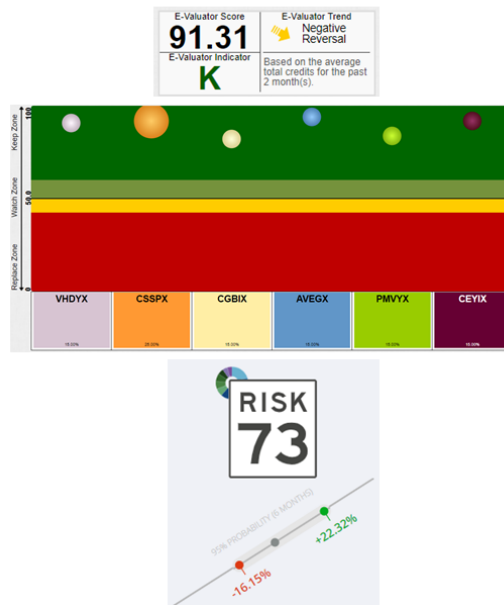 E-Valuator Score
91.31
E-Valuator Indicator
K
E-Valuator Trend
Negative
Reversal
Based on the average
total credits for the past
2 month(s).
100
Keep Zone
Watch Zone
50.0
Replace Zone
0
VHDYX
CSSPX
CGBIX
AVEGX
PMVYX
CEYIX
15.00%
25.00%
15.00%
15.00%
15.00%
15.00%
RISK
73
95% PROBABILITY (6 MONTHS)
-16.15%
+22.32%